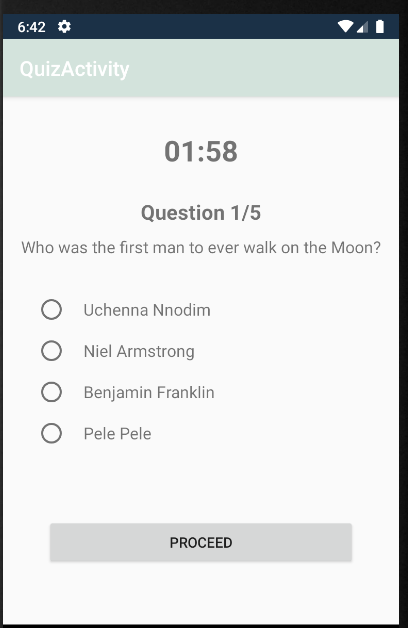 6:42
QuizActivity
01:58
Question 1/5
Who was the first man to ever walk on the Moon?
Uchenna Nnodim
Niel Armstrong
Benjamin Franklin
Pele Pele
PROCEED